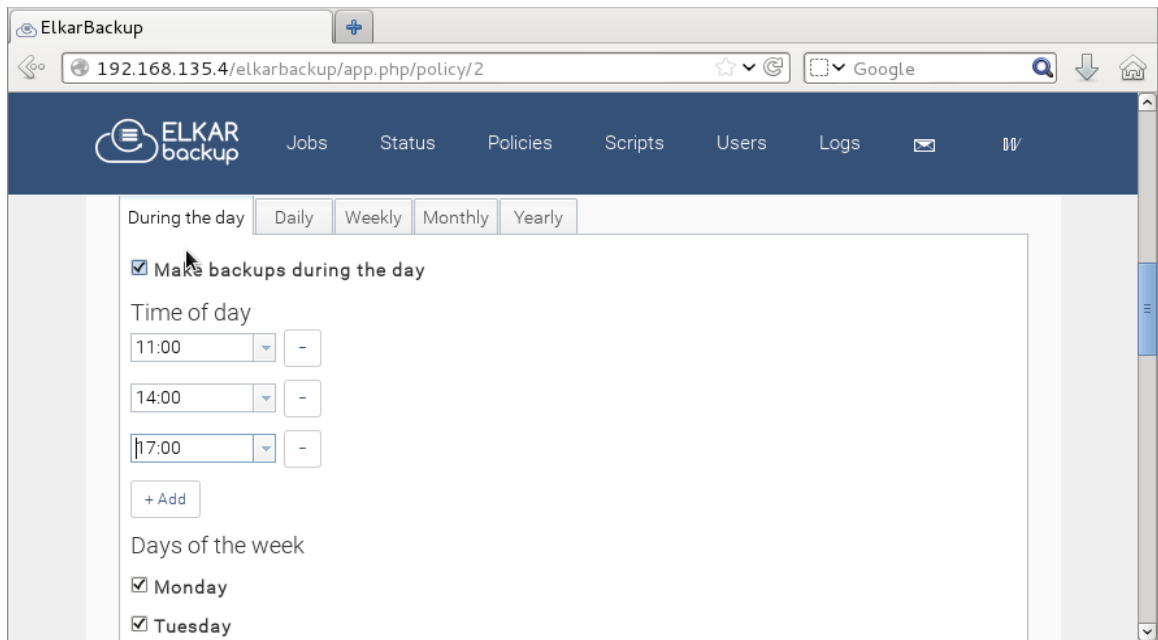 ElkarBackup
192.168.135.4/elkarbackup/app.php/policy/2
Google
ELKAR
backup
Jobs Status Policies Scripts Users Logs W
During the day Daily Weekly Monthly Yearly
Make backups during the day
Time of day
11:00 -
14:00 -
17:00 -
+ Add
Days of the week
Monday
Tuesday